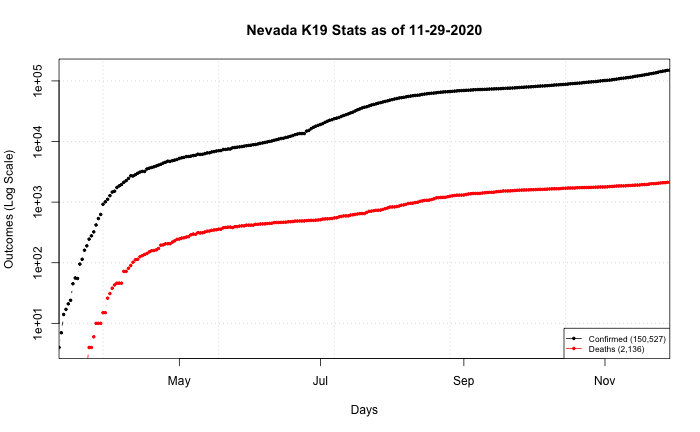 Nevada K19 Stats as of 11-29-2020
Outcomes (Log Scale)
1e+05
1e+04
1e+03
1e+02
1e+01
Confirmed (150,527)
Deaths (2,136)
May
Jul
Sep
Nov
Days